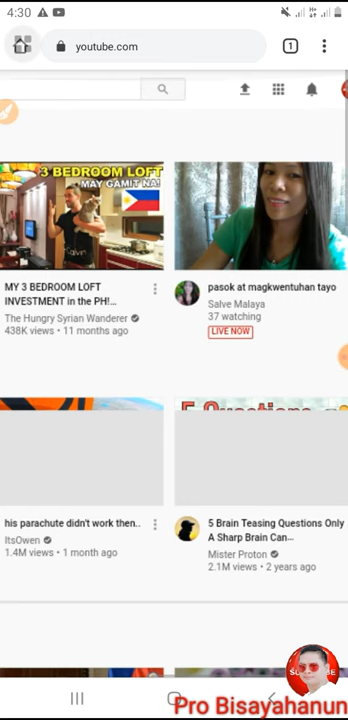 4:30
youtube.com
1
3 BEDROOM LOFT
MAY GAMIT NA!
MY 3 BEDROOM LOFT
INVESTMENT in the PH!...
The Hungry Syrian Wanderer
438K views • 11 months ago
pasok at magkwentuhan tayo
Salve Malaya
37 watching
LIVE NOW
5 Questions
his parachute didn't work then..
ItsOwen
1.4M views • 1 month ago
5 Brain Teasing Questions Only
A Sharp Brain Can...
Mister Proton
2.1M views • 2 years ago
Pro Bisayahanun